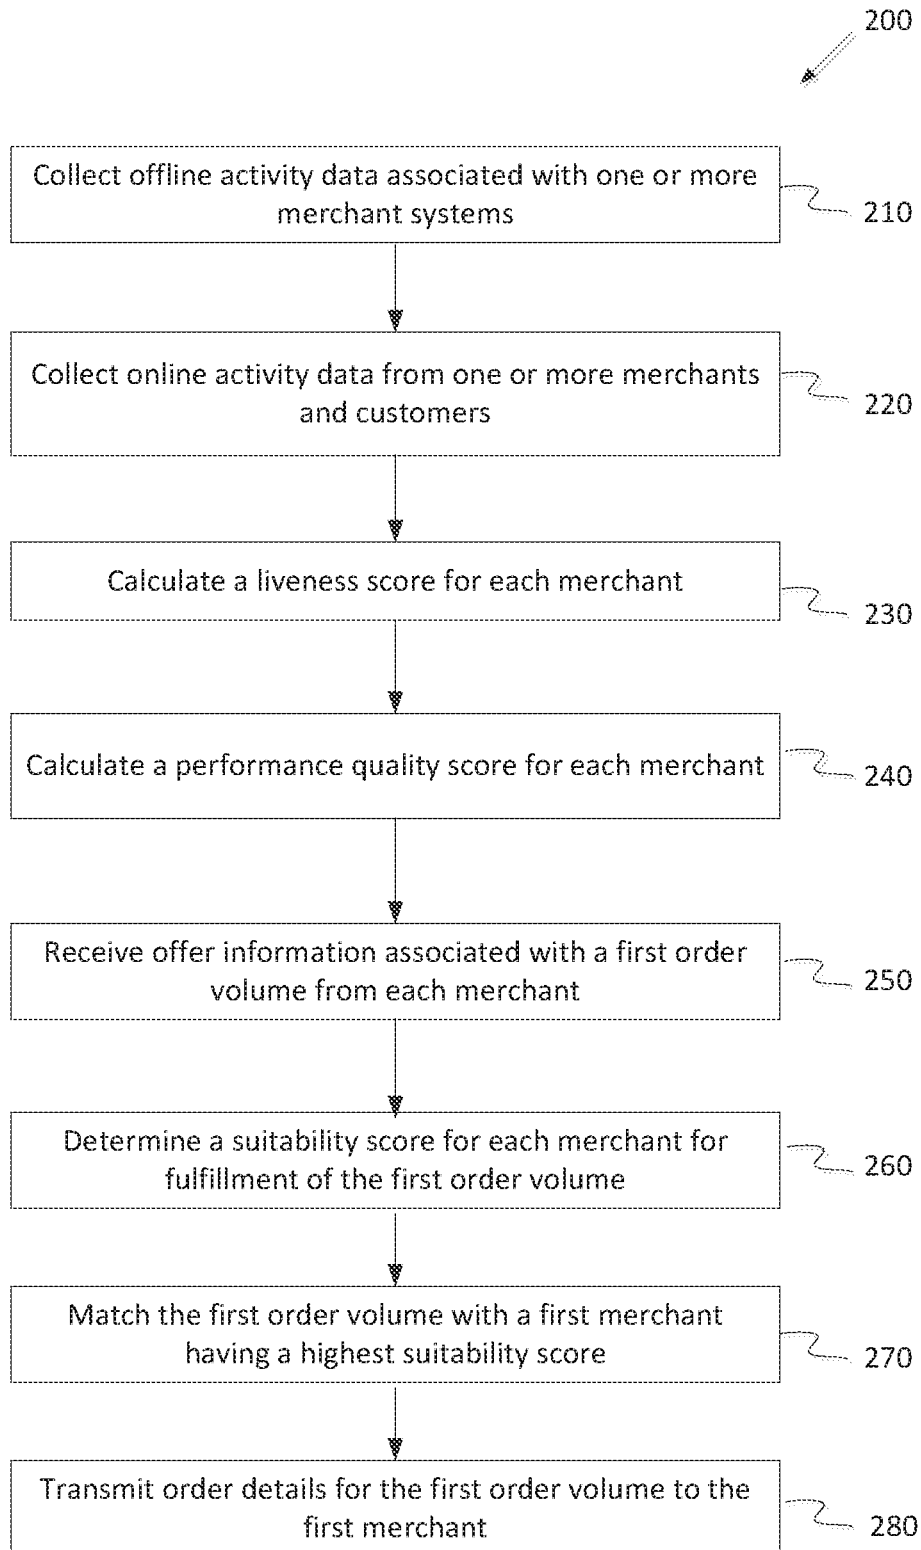 200
Collect offline activity data associated with one or more
merchant systems
210
Collect online activity data from one or more merchants
and customers
220
Calculate a liveness score for each merchant
230
Calculate a performance quality score for each merchant
240
Receive offer information associated with a first order
volume from each merchant
250
Determine a suitability score for each merchant for
fulfillment of the first order volume
260
Match the first order volume with a first merchant
having a highest suitability score
270
Transmit order details for the first order volume to the
first merchant
280